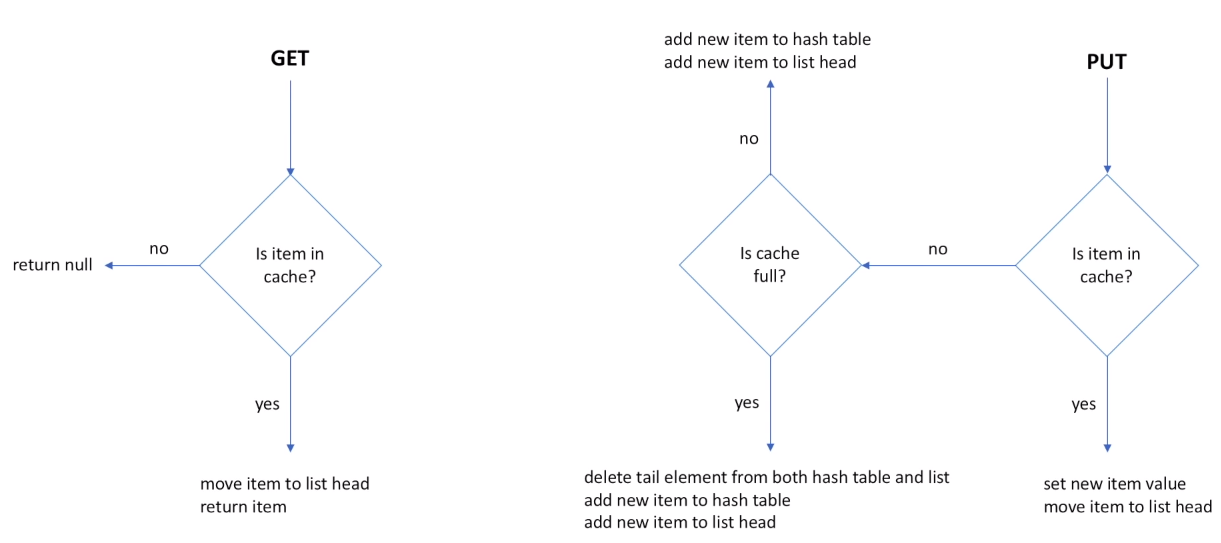 GET
Is item in
cache?
no
return null
yes
move item to list head
return item
PUT
Is item in
cache?
yes
set new item value
move item to list head
no
Is cache
full?
no
add new item to hash table
add new item to list head
yes
delete tail element from both hash table and list
add new item to hash table
add new item to list head